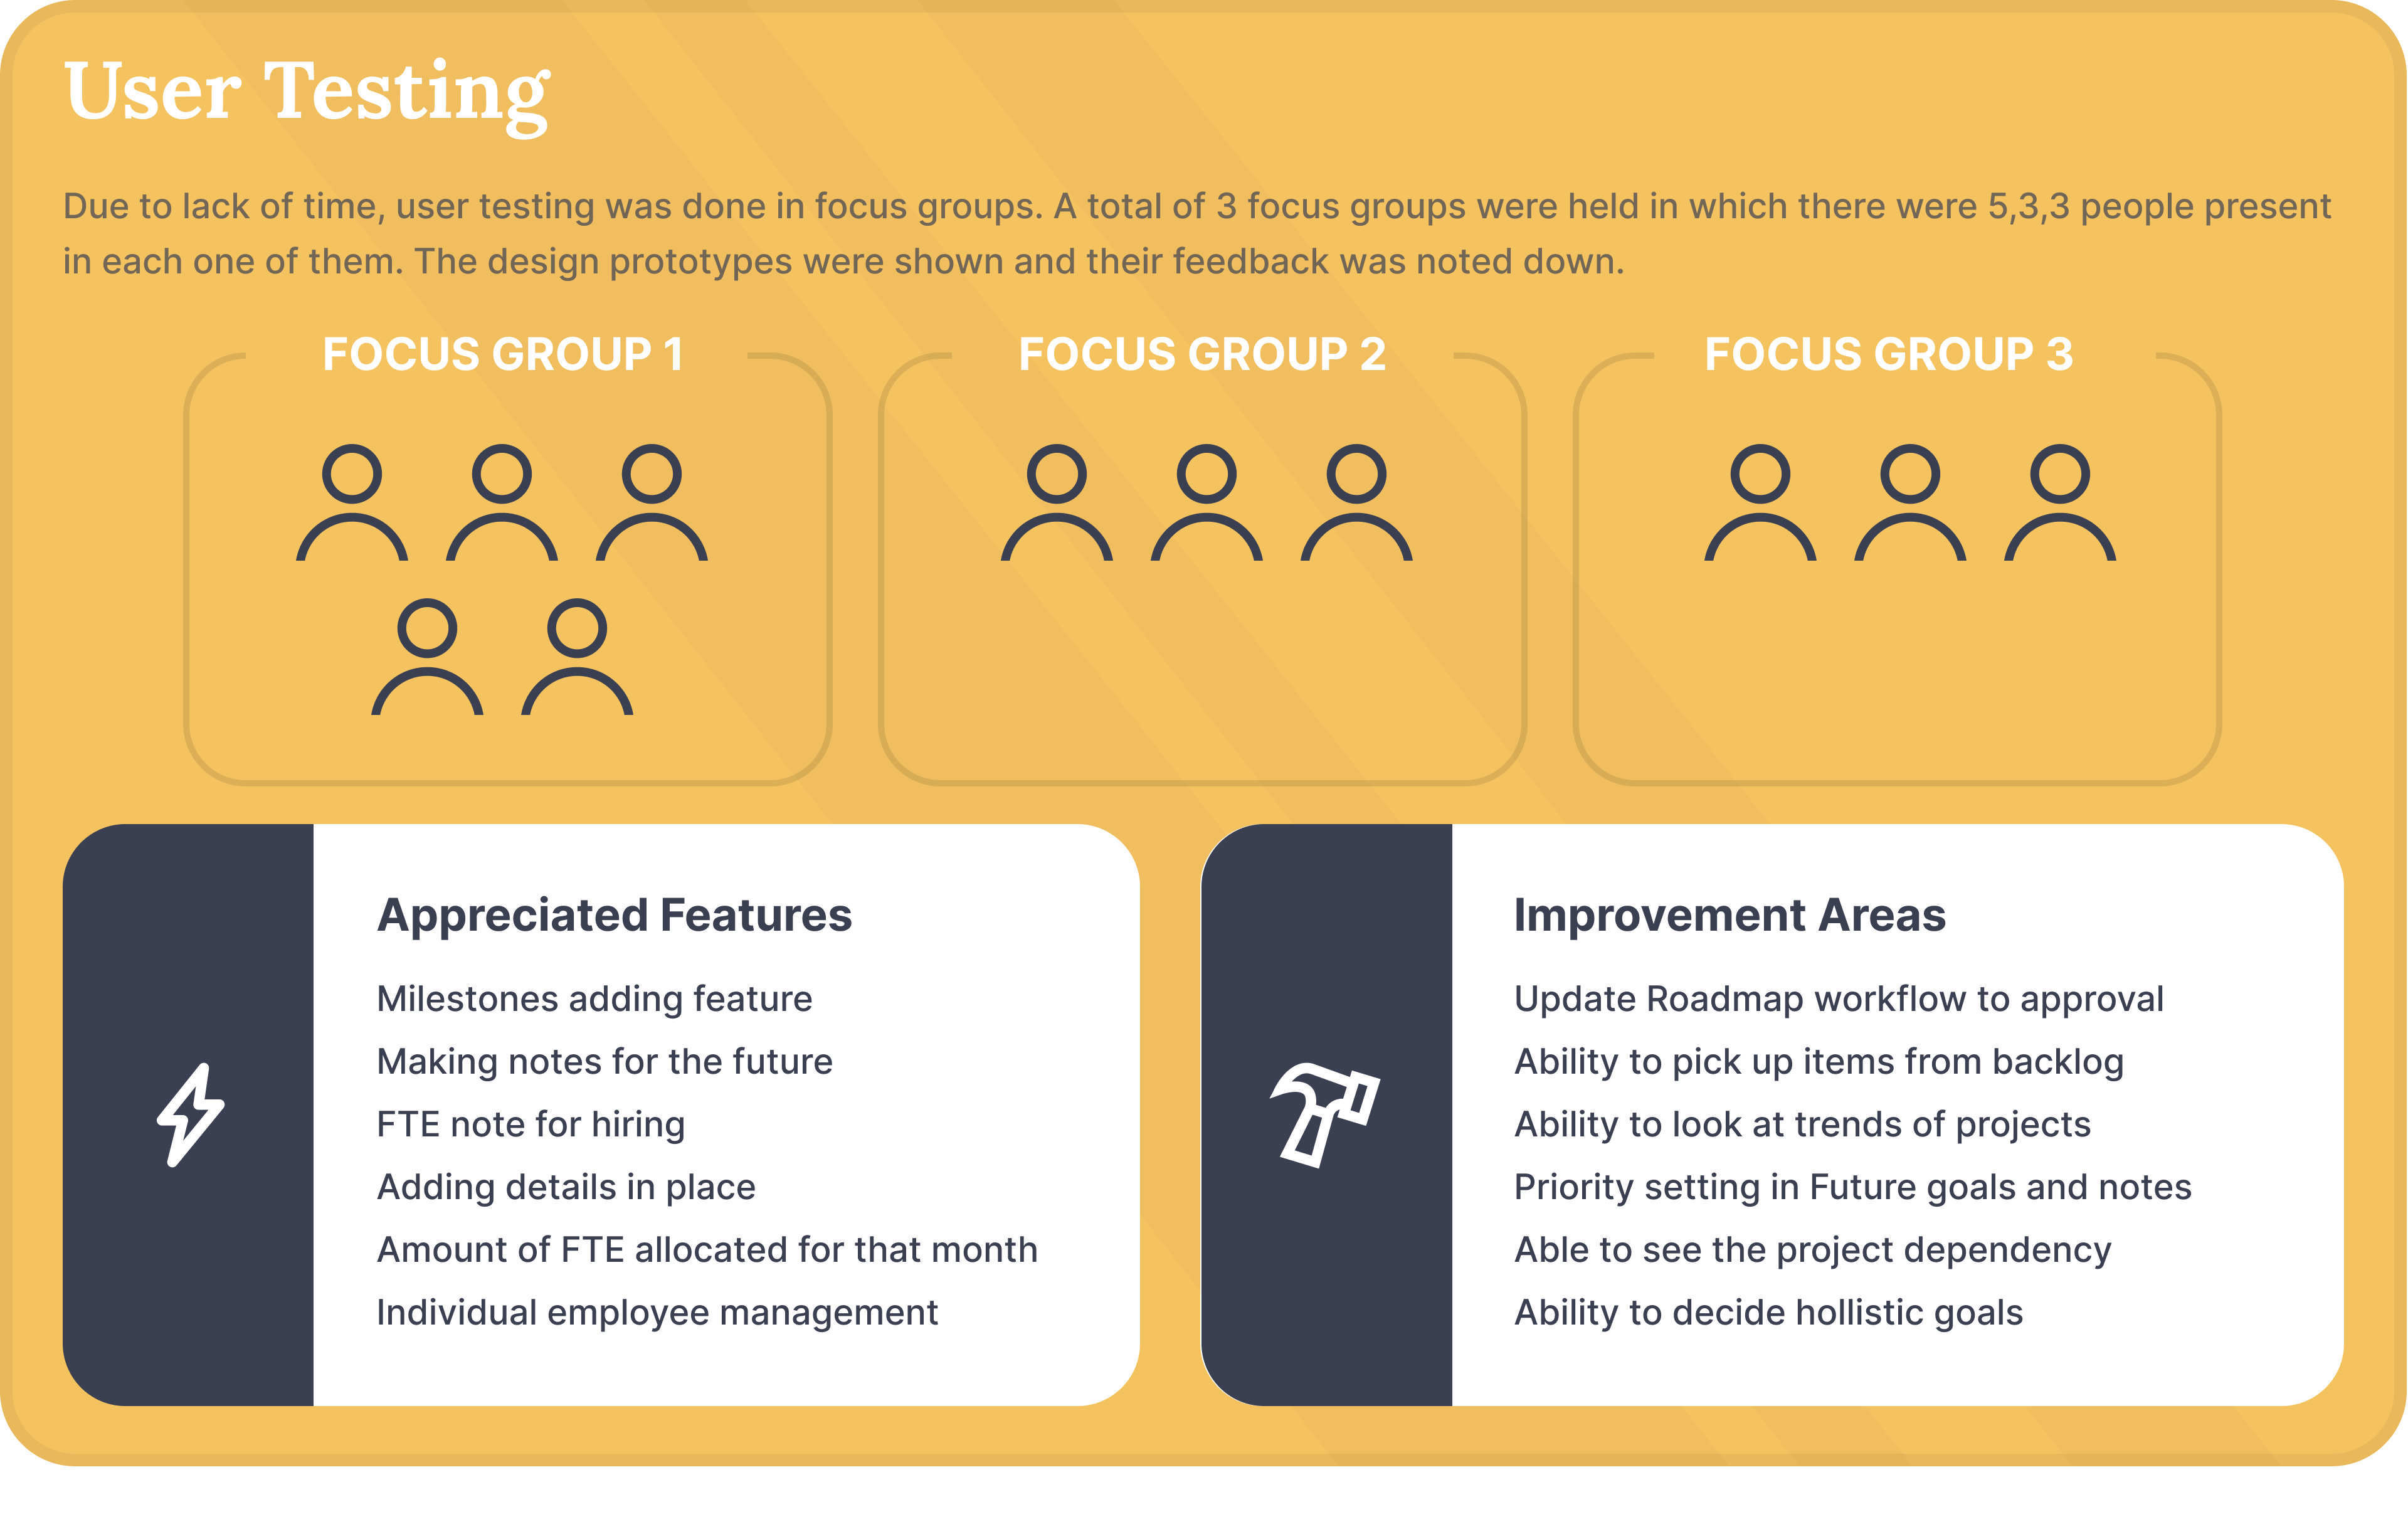 User Testing
Due to lack of time, user testing was done in focus groups. A total of 3 focus groups were held in which there were 5,3,3 people present
in each one of them. The design prototypes were shown and their feedback was noted down.
FOCUS GROUP 1
FOCUS GROUP 2
FOCUS GROUP 3
Appreciated Features
Milestones adding feature
Making notes for the future
FTE note for hiring
Adding details in place
Amount of FTE allocated for that month
Individual employee management
Improvement Areas
Update Roadmap workflow to approval
Ability to pick up items from backlog
Ability to look at trends of projects
Priority setting in Future goals and notes
Able to see the project dependency
Ability to decide hollistic goals